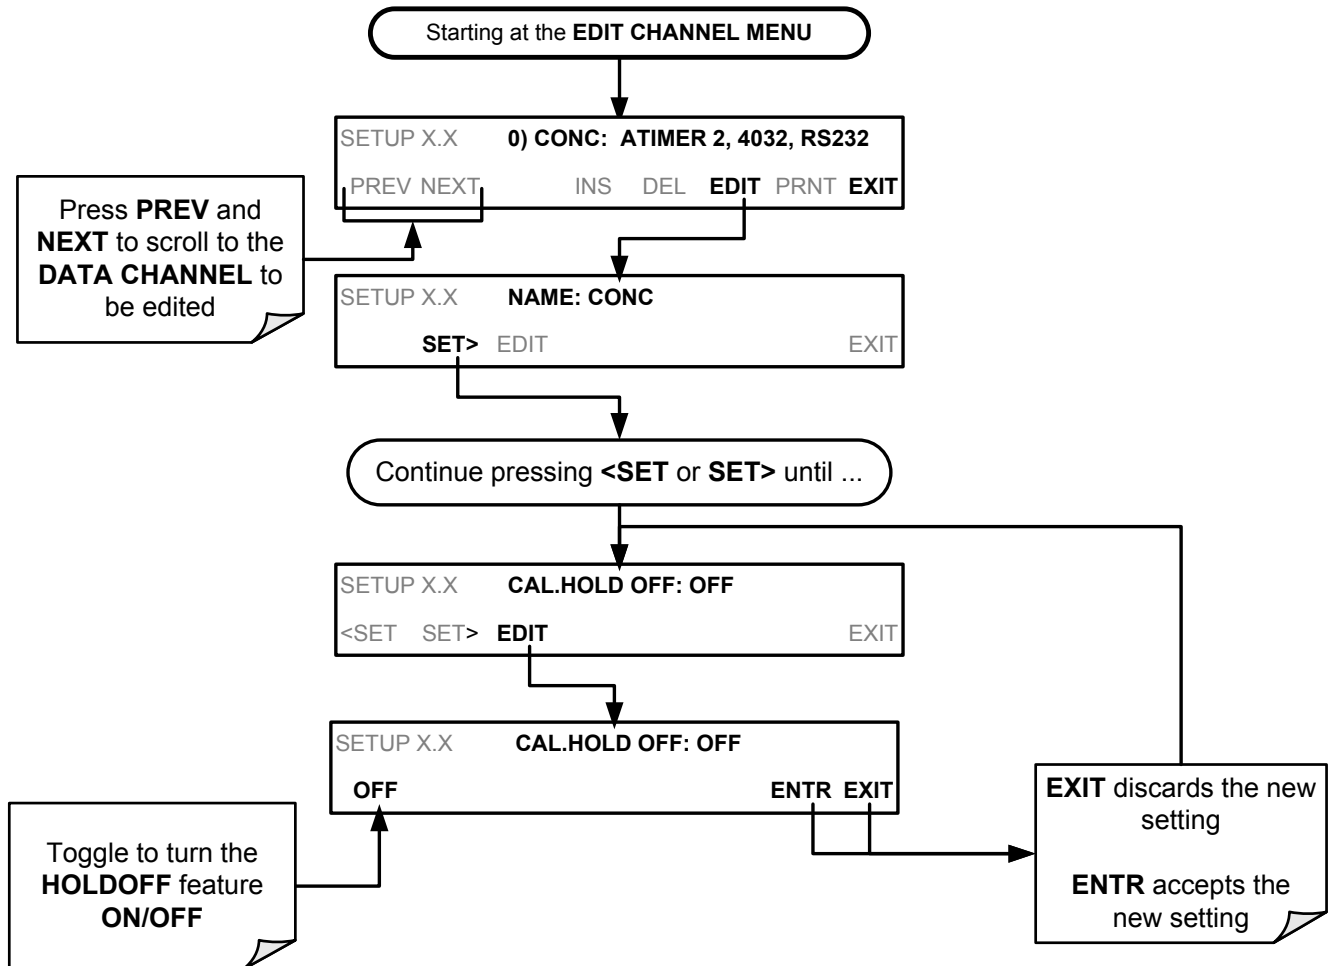 Starting at the EDIT CHANNEL MENU
SETUP X.X 0) CONC: ATIMER 2, 4032, RS232
PREV NEXT INS DEL EDIT PRNT EXIT
Press PREV and
NEXT to scroll to the
DATA CHANNEL to
be edited
SETUP X.X NAME: CONC
SET> EDIT EXIT
Continue pressing <SET or SET> until ...
SETUP X.X CAL.HOLD OFF: OFF
<SET SET> EDIT EXIT
SETUP X.X CAL.HOLD OFF: OFF
OFF ENTR EXIT
Toggle to turn the
HOLDOFF feature
ON/OFF
EXIT discards the new
setting
ENTR accepts the
new setting